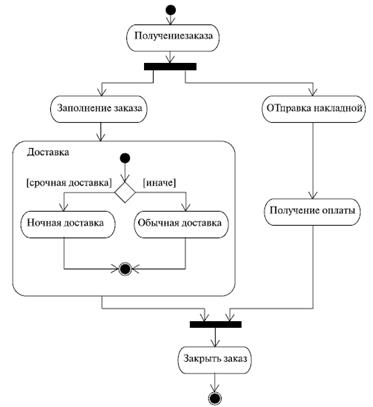 Получениезаказа
Заполнение заказа
ОТправка накладной
Доставка
[срочная доставка]
[иначе]
Ночная доставка
Обычная доставка
Получение оплаты
Закрыть заказ